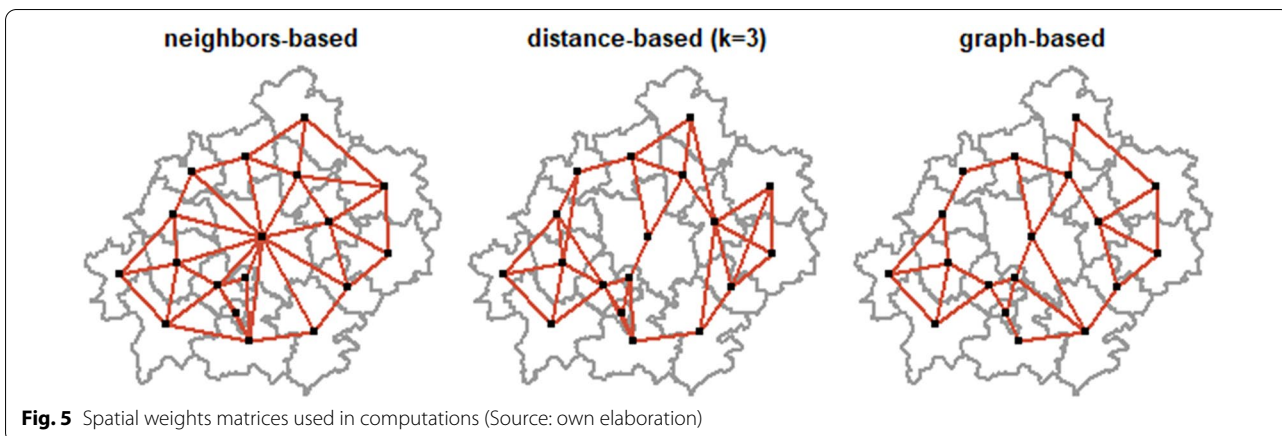 neighbors-based
distance-based (k=3)
graph-based
Fig. 5 Spatial weights matrices used in computations (Source: own elaboration)